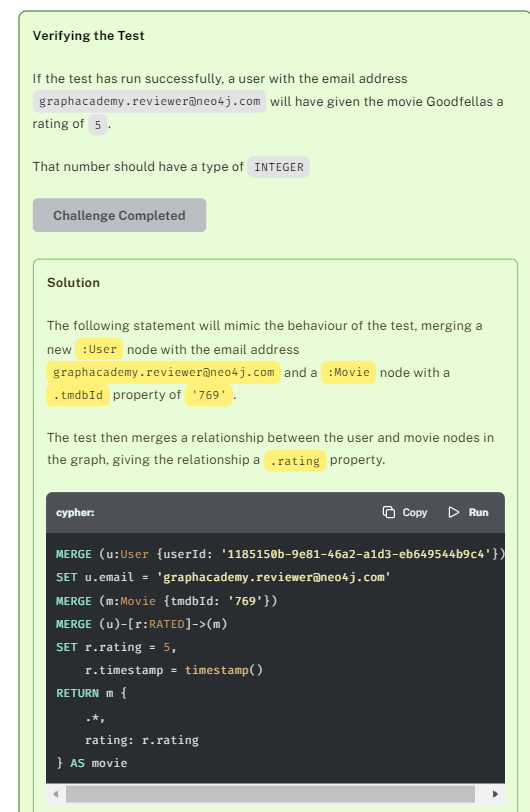 Verifying the Test
If the test has run successfully, a user with the email address
graphacademy.reviewer@neo4j.com will have given the movie Goodfellas a
rating of 5 .
That number should have a type of INTEGER
Challenge Completed
Solution
The following statement will mimic the behaviour of the test, merging a
new :User node with the email address
graphacademy.reviewer@neo4j.com and a :Movie node with a
.tmdbId property of '769' .
The test then merges a relationship between the user and movie nodes in
the graph, giving the relationship a .rating property.
cypher: Copy Run
MERGE (u:User {userId: '1185150b-9e81-46a2-a1d3-eb649544b9c4'})
SET u.email = 'graphacademy.reviewer@neo4j.com'
MERGE (m:Movie {tmdbId: '769'})
MERGE (u)-[r:RATED]->(m)
SET r.rating = 5,
    r.timestamp = timestamp()
RETURN m {
    .*,
    rating: r.rating
} AS movie